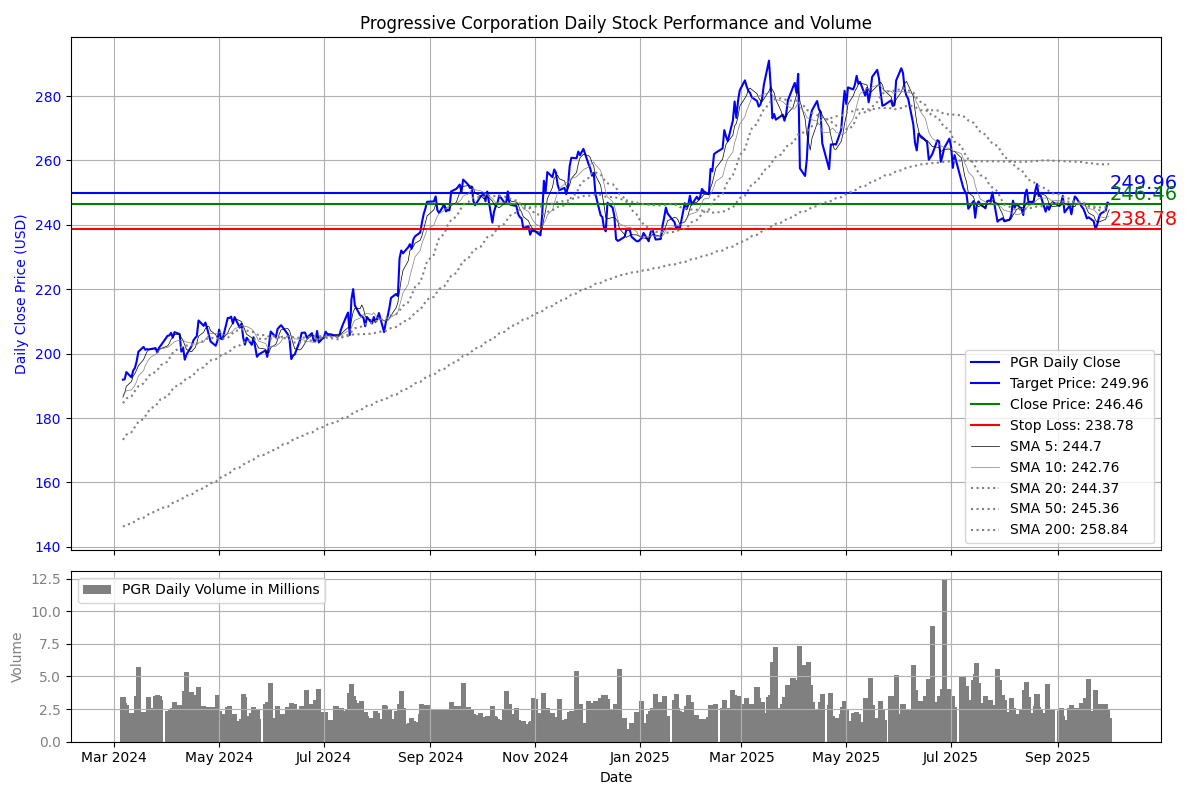 Progressive Corporation Daily Stock Performance and Volume
Daily Close Price (USD)
280
260
240
220
200
180
160
140
249.96
246.46
238.78
PGR Daily Close
Target Price: 249.96
Close Price: 246.46
Stop Loss: 238.78
SMA 5: 244.7
SMA 10: 242.76
SMA 20: 244.37
SMA 50: 245.36
SMA 200: 258.84
Volume
12.5
10.0
7.5
5.0
2.5
0.0
PGR Daily Volume in Millions
Mar 2024 May 2024 Jul 2024 Sep 2024 Nov 2024 Jan 2025 Mar 2025 May 2025 Jul 2025 Sep 2025
Date